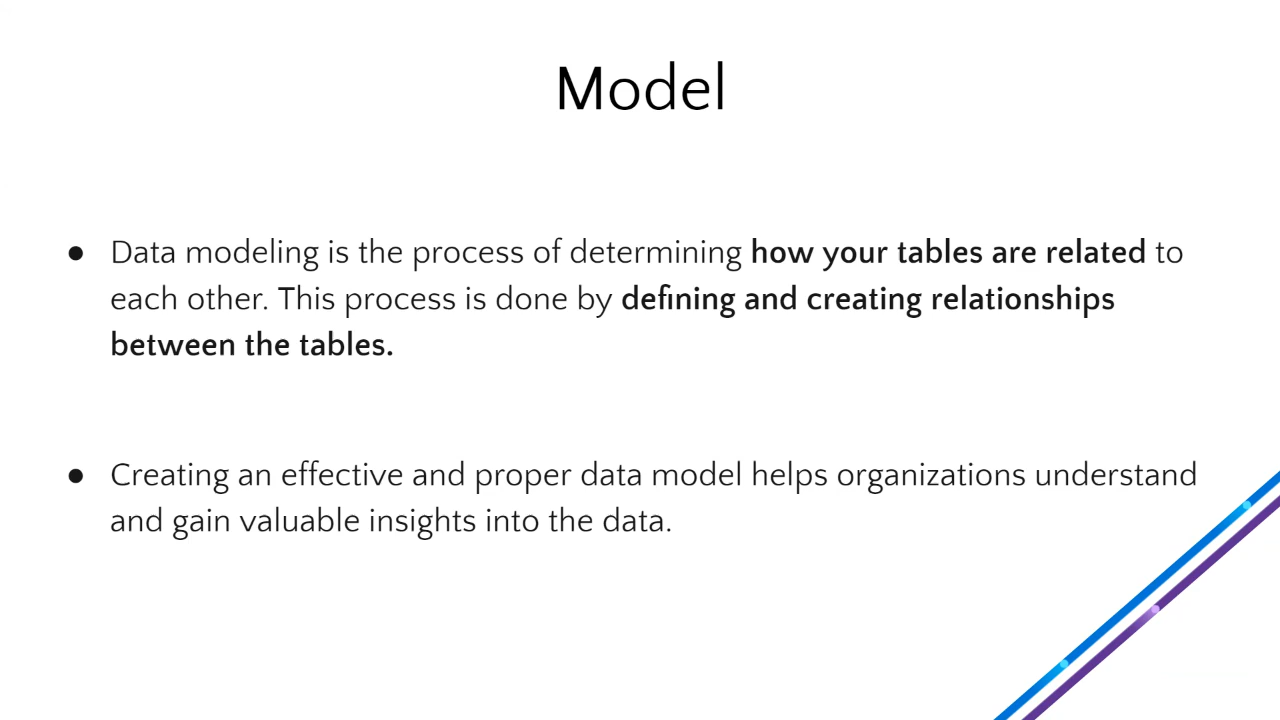 Model
● Data modeling is the process of determining how your tables are related to
each other. This process is done by defining and creating relationships
between the tables.
● Creating an effective and proper data model helps organizations understand
and gain valuable insights into the data.